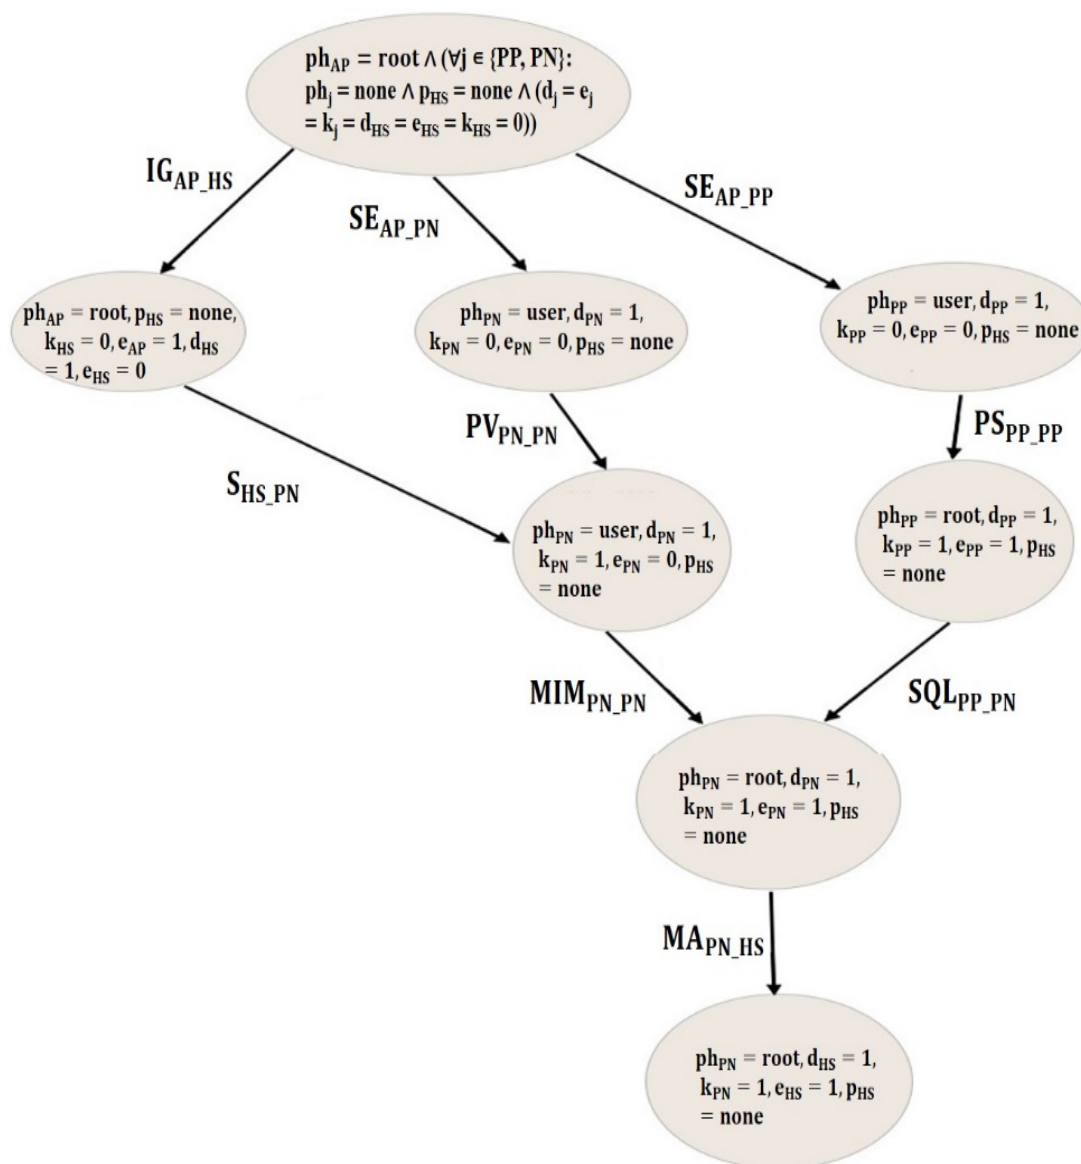 ph_AP = root ∧ (∀j ∈ {PP, PN}:
ph_j = none ∧ p_HS = none ∧ (d_j = e_j
= k_j = d_HS = e_HS = k_HS = 0))
IG_AP_HS
SE_AP_PN
SE_AP_PP
ph_AP = root, p_HS = none,
k_HS = 0, e_AP = 1, d_HS
= 1, e_HS = 0
ph_PN = user, d_PN = 1,
k_PN = 0, e_PN = 0, p_HS = none
ph_PP = user, d_PP = 1,
k_PP = 0, e_PP = 0, p_HS = none
S_HS_PN
PV_PN_PN
PS_PP_PP
ph_PN = user, d_PN = 1,
k_PN = 1, e_PN = 0, p_HS
= none
ph_PP = root, d_PP = 1,
k_PP = 1, e_PP = 1, p_HS
= none
MIM_PN_PN
SQL_PP_PN
ph_PN = root, d_PN = 1,
k_PN = 1, e_PN = 1, p_HS
= none
MA_PN_HS
ph_PN = root, d_HS = 1,
k_PN = 1, e_HS = 1, p_HS
= none